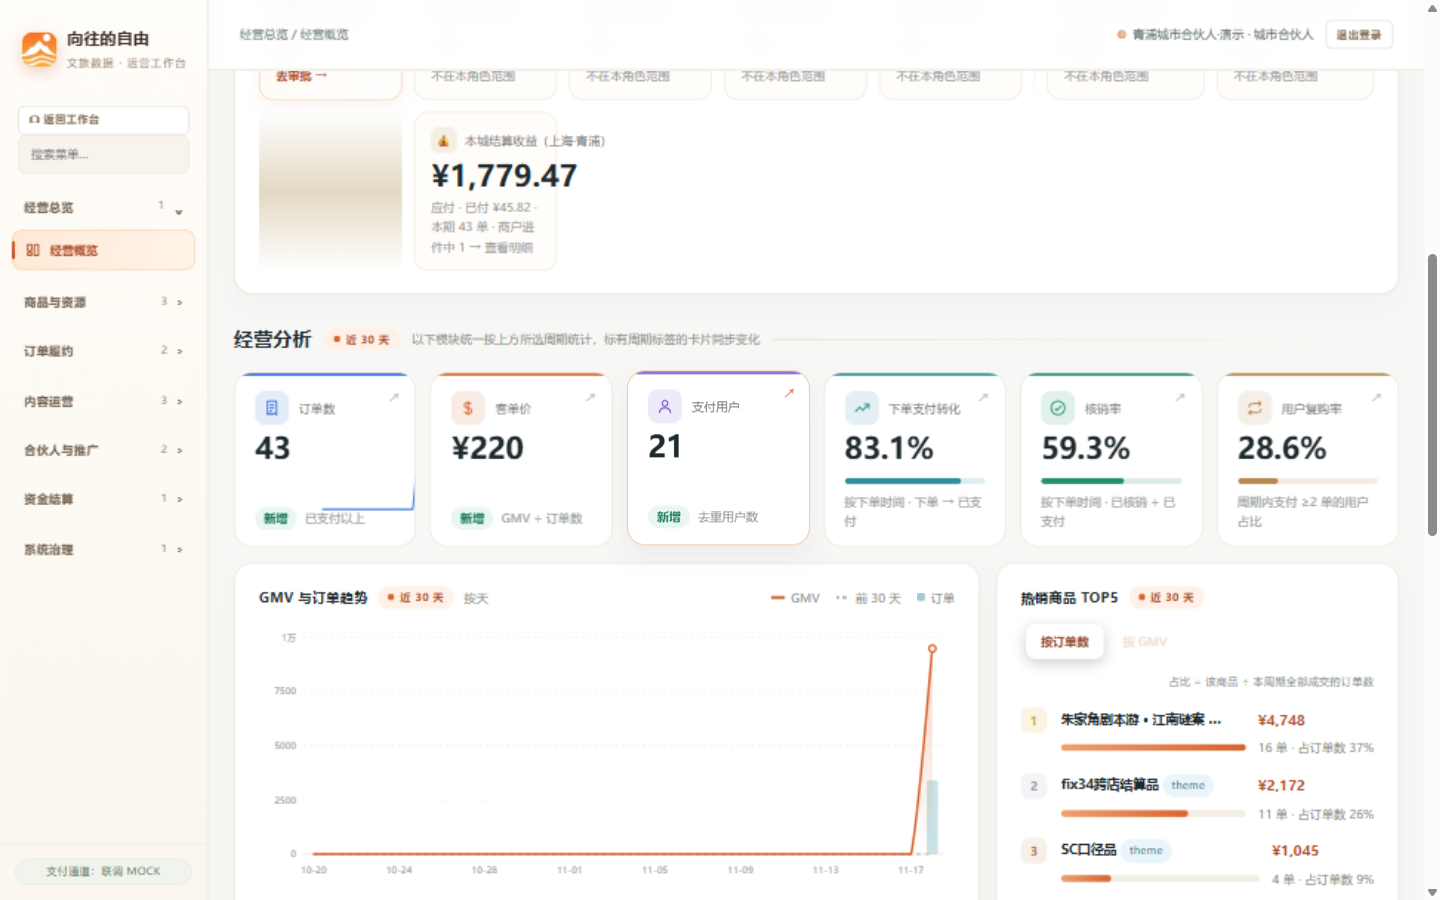 向往的自由
文旅数据 · 运营工作台
返回工作台
搜索菜单...
经营总览 1
经营概览
商品与资源 3
订单履约 2
内容运营 3
合伙人与推广 2
资金结算 1
系统治理 1
支付通道：联调 MOCK
经营总览 / 经营概览
青浦城市合伙人·演示 · 城市合伙人
退出登录
去审批 →
不在本角色范围
不在本角色范围
不在本角色范围
不在本角色范围
不在本角色范围
不在本角色范围
本城结算收益（上海·青浦）
¥1,779.47
应付 · 已付 ¥45.82 ·
本期 43 单 · 商户进
件中 1 → 查看明细
经营分析
近 30 天
以下模块统一按上方所选周期统计，标有周期标签的卡片同步变化
订单数
43
新增 已支付以上
客单价
¥220
新增 GMV ÷ 订单数
支付用户
21
新增 去重用户数
下单支付转化
83.1%
按下单时间 · 下单 → 已支
付
核销率
59.3%
按下单时间 · 已核销 ÷ 已
支付
用户复购率
28.6%
周期内支付 ≥2 单的用户
占比
GMV 与订单趋势 近 30 天 按天
GMV 前 30 天 订单
1万
7500
5000
2500
0
10-20 10-24 10-28 11-01 11-05 11-09 11-13 11-17
热销商品 TOP5 近 30 天
按订单数 按 GMV
占比 = 该商品 ÷ 本周期全部成交的订单数
1 朱家角剧本游 • 江南谜案 ... ¥4,748
16 单 · 占订单数 37%
2 fix34跨店结算品 theme ¥2,172
11 单 · 占订单数 26%
3 SC口径品 theme ¥1,045
4 单 · 占订单数 9%